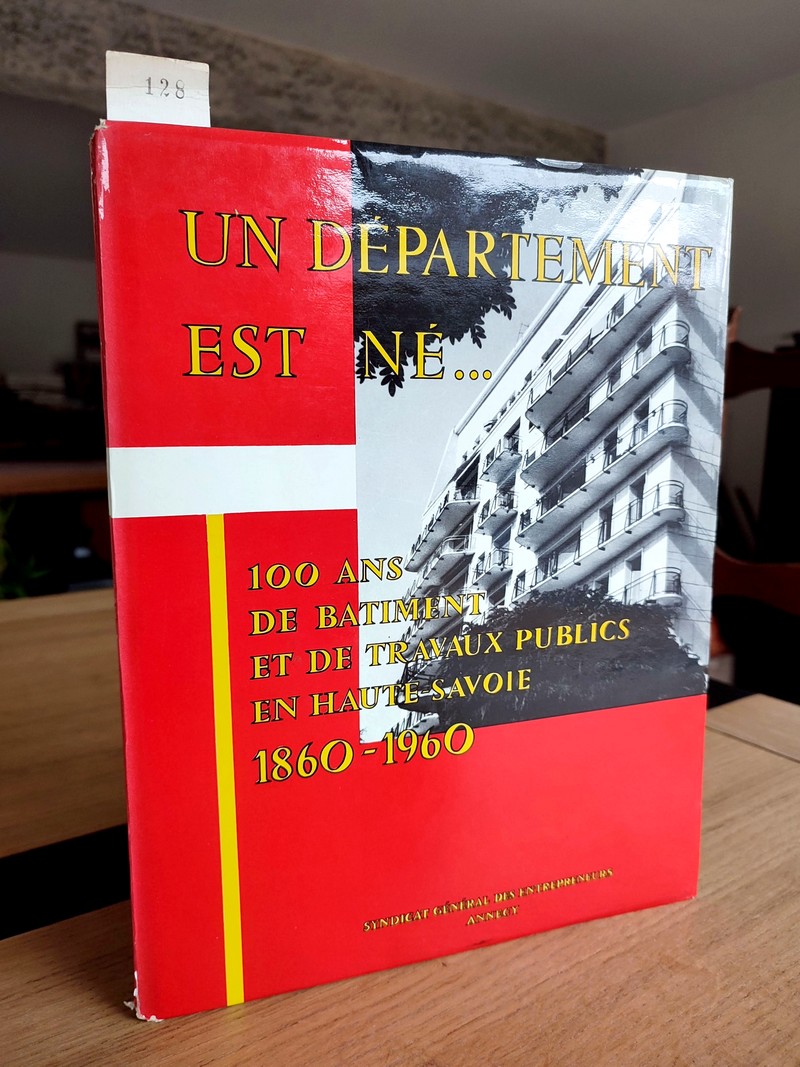 128
UN DÉPARTEMENT
EST NÉ...
100 ANS
DE BATIMENT
ET DE TRAVAUX PUBLICS
EN HAUTE-SAVOIE
1860-1960
SYNDICAT GÉNÉRAL DES ENTREPRENEURS
ANNECY